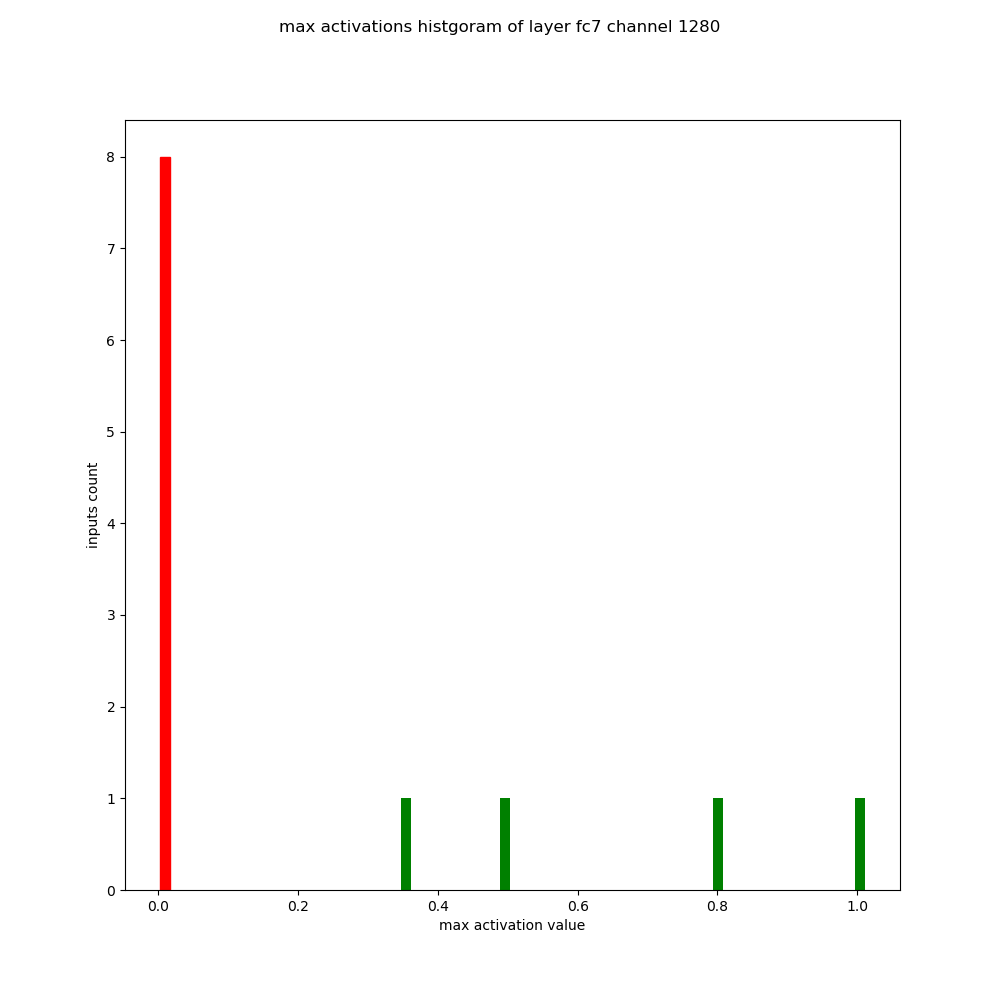 max activations histgoram of layer fc7 channel 1280
8
7
6
5
4
3
2
1
0
inputs count
0.0 0.2 0.4 0.6 0.8 1.0
max activation value